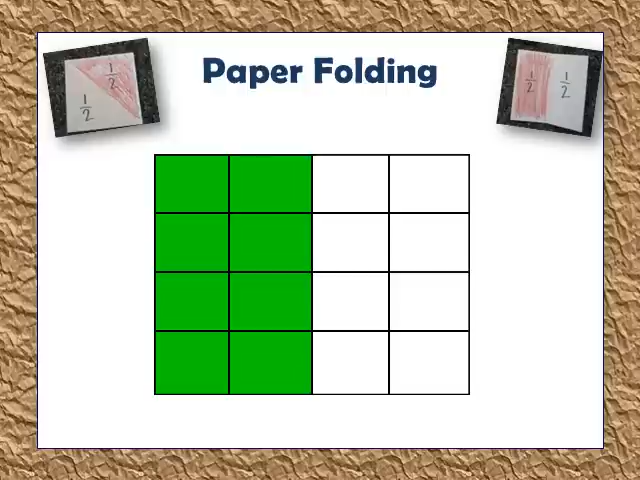 Paper Folding
1/2
1/2
1/2 1/2